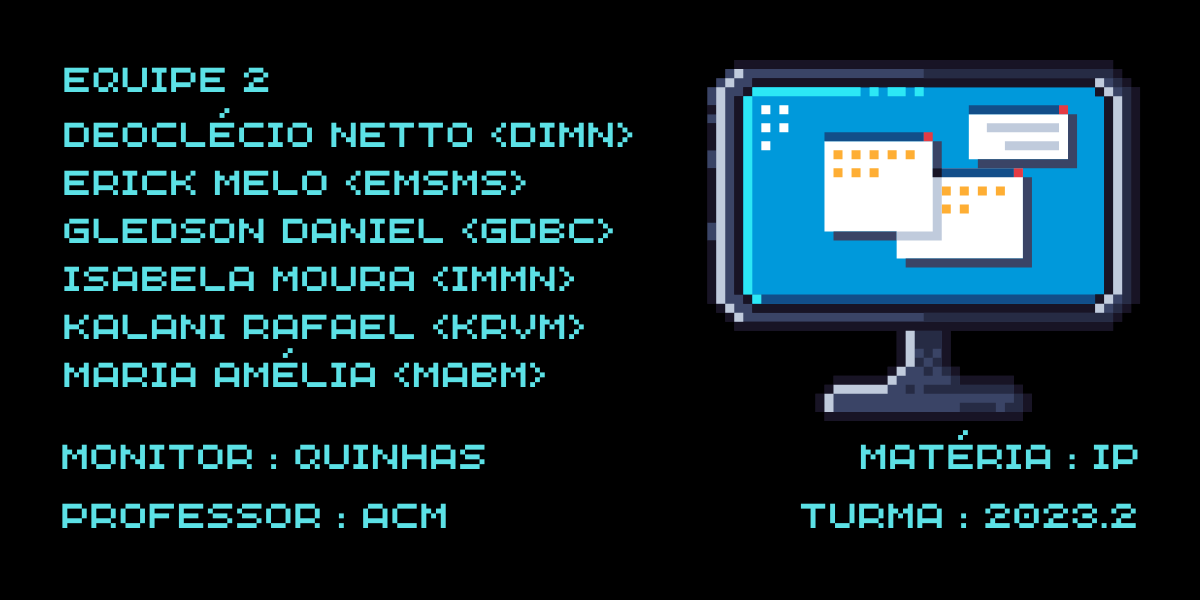 EQUIPE 2
DEOCLÉCIO NETTO <DIMN>
ERICK MELO <EMSMS>
GLEDSON DANIEL <GDBC>
ISABELA MOURA <IMMN>
KALANI RAFAEL <KRVM>
MARIA AMÉLIA <MABM>
MONITOR : QUINHAS
PROFESSOR : ACM
MATÉRIA : IP
TURMA : 2023.2